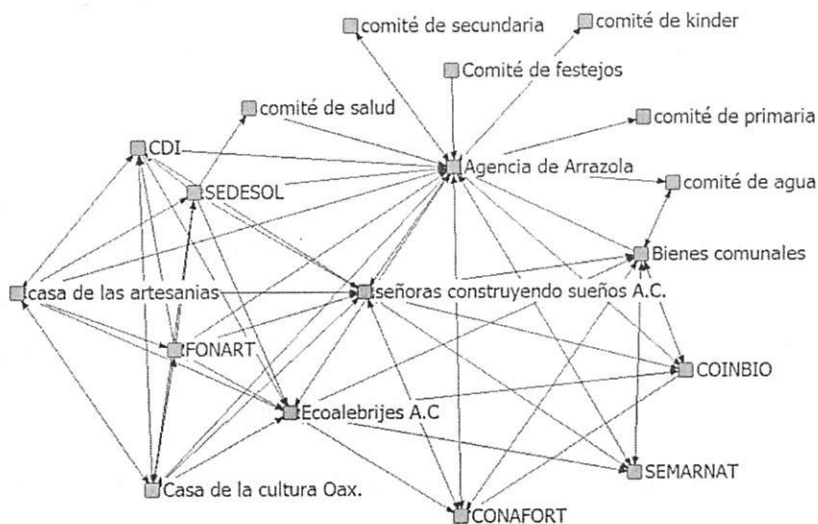 comité de secundaria
comité de kinder
Comité de festejos
comité de salud
comité de primaria
CDI
Agencia de Arrazola
SEDESOL
comité de agua
Bienes comunales
casa de las artesanias
señoras construyendo sueños A.C.
FONART
COINBIO
Ecoalebrijes A.C
SEMARNAT
Casa de la cultura Oax.
CONAFORT